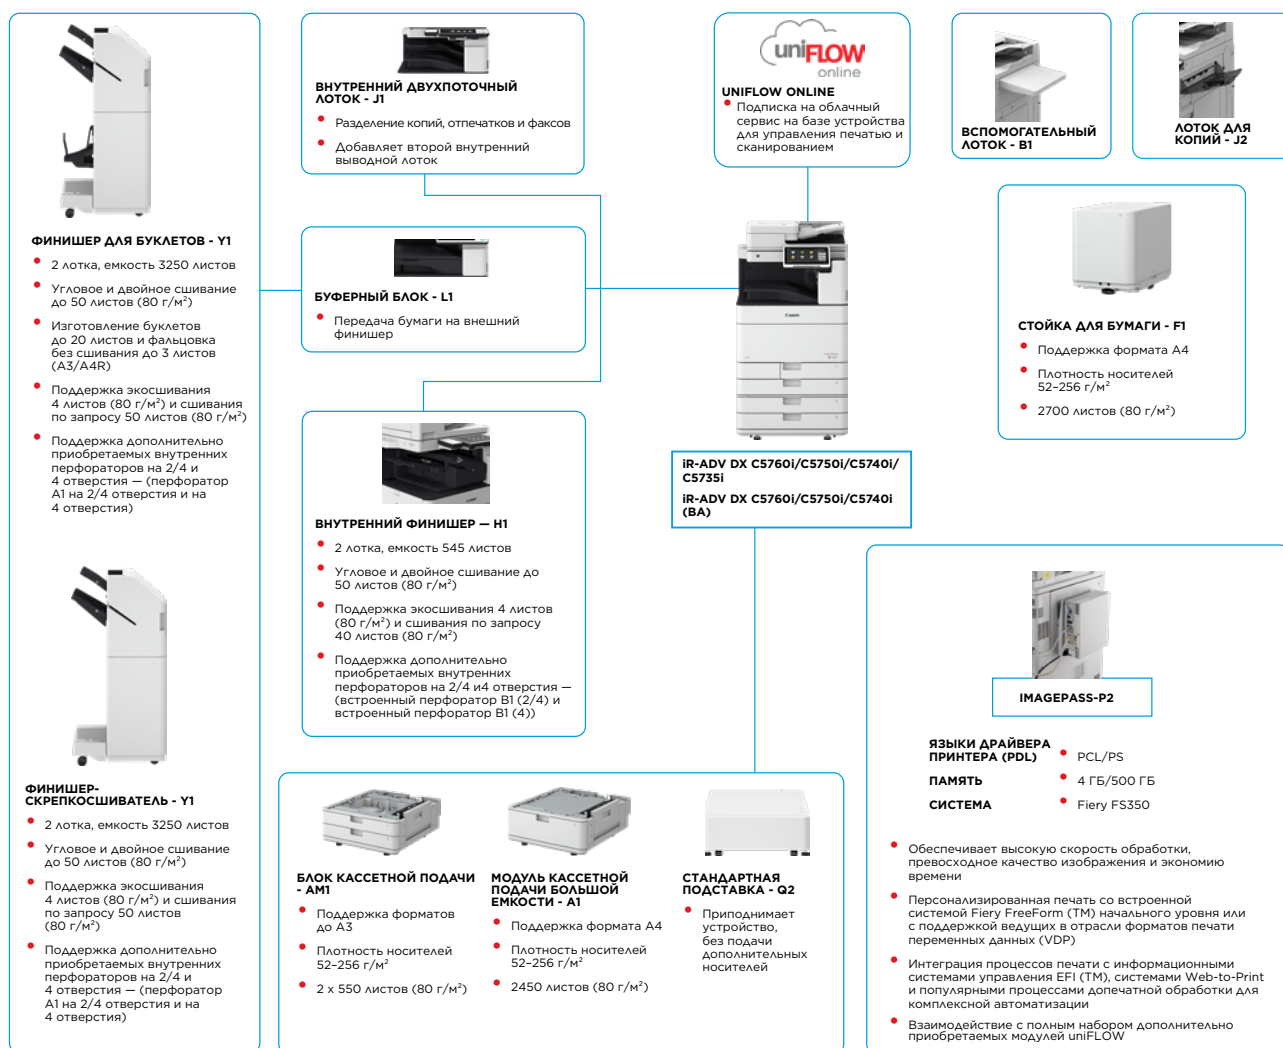 ФИНИШЕР ДЛЯ БУКЛЕТОВ - Y1
2 лотка, емкость 3250 листов
Угловое и двойное сшивание
до 50 листов (80 г/м²)
Изготовление буклетов
до 20 листов и фальцовка
без сшивания до 3 листов
(A3/A4R)
Поддержка экосшивания
4 листов (80 г/м²) и сшивания
по запросу 50 листов (80 г/м²)
Поддержка дополнительно
приобретаемых внутренних
перфораторов на 2/4 и
4 отверстия — (перфоратор
A1 на 2/4 отверстия и на
4 отверстия)
ФИНИШЕР-
СКРЕПКОСШИВАТЕЛЬ - Y1
2 лотка, емкость 3250 листов
Угловое и двойное сшивание
до 50 листов (80 г/м²)
Поддержка экосшивания
4 листов (80 г/м²) и сшивания
по запросу 50 листов
(80 г/м²)
Поддержка дополнительно
приобретаемых внутренних
перфораторов на 2/4 и
4 отверстия — (перфоратор
A1 на 2/4 отверстия и на
4 отверстия)
ВНУТРЕННИЙ ДВУХПОТОЧНЫЙ
ЛОТОК - J1
Разделение копий, отпечатков и факсов
Добавляет второй внутренний
выводной лоток
БУФЕРНЫЙ БЛОК - L1
Передача бумаги на внешний
финишер
ВНУТРЕННИЙ ФИНИШЕР — H1
2 лотка, емкость 545 листов
Угловое и двойное сшивание до
50 листов (80 г/м²)
Поддержка экосшивания 4 листов
(80 г/м²) и сшивания по запросу
40 листов (80 г/м²)
Поддержка дополнительно
приобретаемых внутренних
перфораторов на 2/4 и4 отверстия —
(встроенный перфоратор B1 (2/4) и
встроенный перфоратор B1 (4))
uniFLOW
online
UNIFLOW ONLINE
Подписка на облачный
сервис на базе устройства
для управления печатью и
сканированием
Canon
iR-ADV DX C5760i/C5750i/C5740i/
C5735i
iR-ADV DX C5760i/C5750i/C5740i
(BA)
ВСПОМОГАТЕЛЬНЫЙ
ЛОТОК - B1
ЛОТОК ДЛЯ
КОПИЙ - J2
СТОЙКА ДЛЯ БУМАГИ - F1
Поддержка формата A4
Плотность носителей
52–256 г/м²
2700 листов (80 г/м²)
БЛОК КАССЕТНОЙ ПОДАЧИ
- AM1
Поддержка форматов
до A3
Плотность носителей
52–256 г/м²
2 x 550 листов (80 г/м²)
МОДУЛЬ КАССЕТНОЙ
ПОДАЧИ БОЛЬШОЙ
ЕМКОСТИ - A1
Поддержка формата A4
Плотность носителей
52–256 г/м²
2450 листов (80 г/м²)
СТАНДАРТНАЯ
ПОДСТАВКА - Q2
Приподнимает
устройство,
без подачи
дополнительных
носителей
IMAGEPASS-P2
ЯЗЫКИ ДРАЙВЕРА
ПРИНТЕРА (PDL) PCL/PS
ПАМЯТЬ 4 ГБ/500 ГБ
СИСТЕМА Fiery FS350
Обеспечивает высокую скорость обработки,
превосходное качество изображения и экономию
времени
Персонализированная печать со встроенной
системой Fiery FreeForm (TM) начального уровня или
с поддержкой ведущих в отрасли форматов печати
переменных данных (VDP)
Интеграция процессов печати с информационными
системами управления EFI (TM), системами Web-to-Print
и популярными процессами допечатной обработки для
комплексной автоматизации
Взаимодействие с полным набором дополнительно
приобретаемых модулей uniFLOW